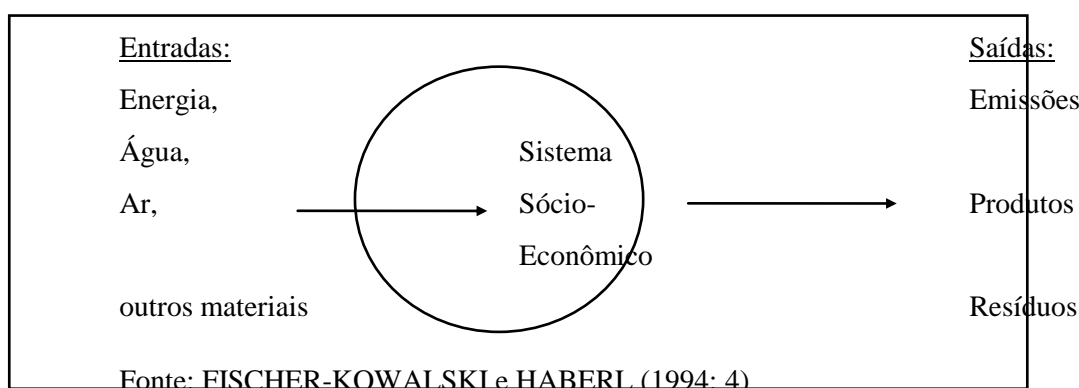 Entradas: Saídas:
Energia, Emissões
Água, Sistema
Ar, Sócio- Produtos
Econômico
outros materiais Resíduos
Fonte: FISCHER-KOWALSKI e HABERL (1994: 4)